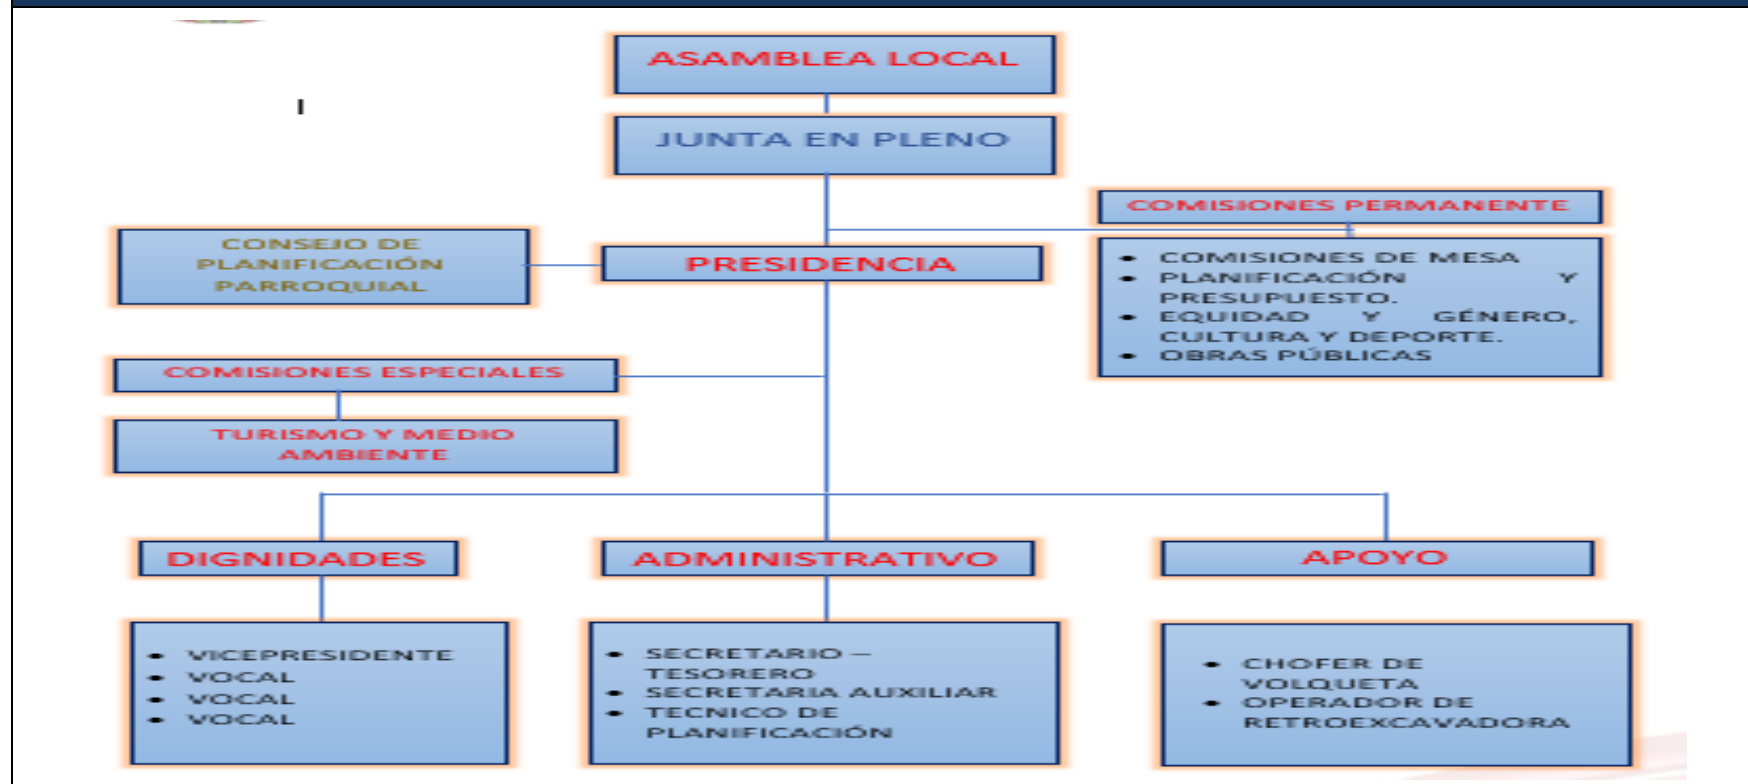 ASAMBLEA LOCAL
JUNTA EN PLENO
COMISIONES PERMANENTE
• COMISIONES DE MESA
• PLANIFICACIÓN Y
PRESUPUESTO.
• EQUIDAD Y GÉNERO,
CULTURA Y DEPORTE.
• OBRAS PÚBLICAS
CONSEJO DE
PLANIFICACIÓN
PARROQUIAL
PRESIDENCIA
COMISIONES ESPECIALES
TURISMO Y MEDIO
AMBIENTE
DIGNIDADES
ADMINISTRATIVO
APOYO
• VICEPRESIDENTE
• VOCAL
• VOCAL
• VOCAL
• SECRETARIO –
TESORERO
• SECRETARIA AUXILIAR
• TECNICO DE
PLANIFICACIÓN
• CHOFER DE
VOLQUETA
• OPERADOR DE
RETROEXCAVADORA